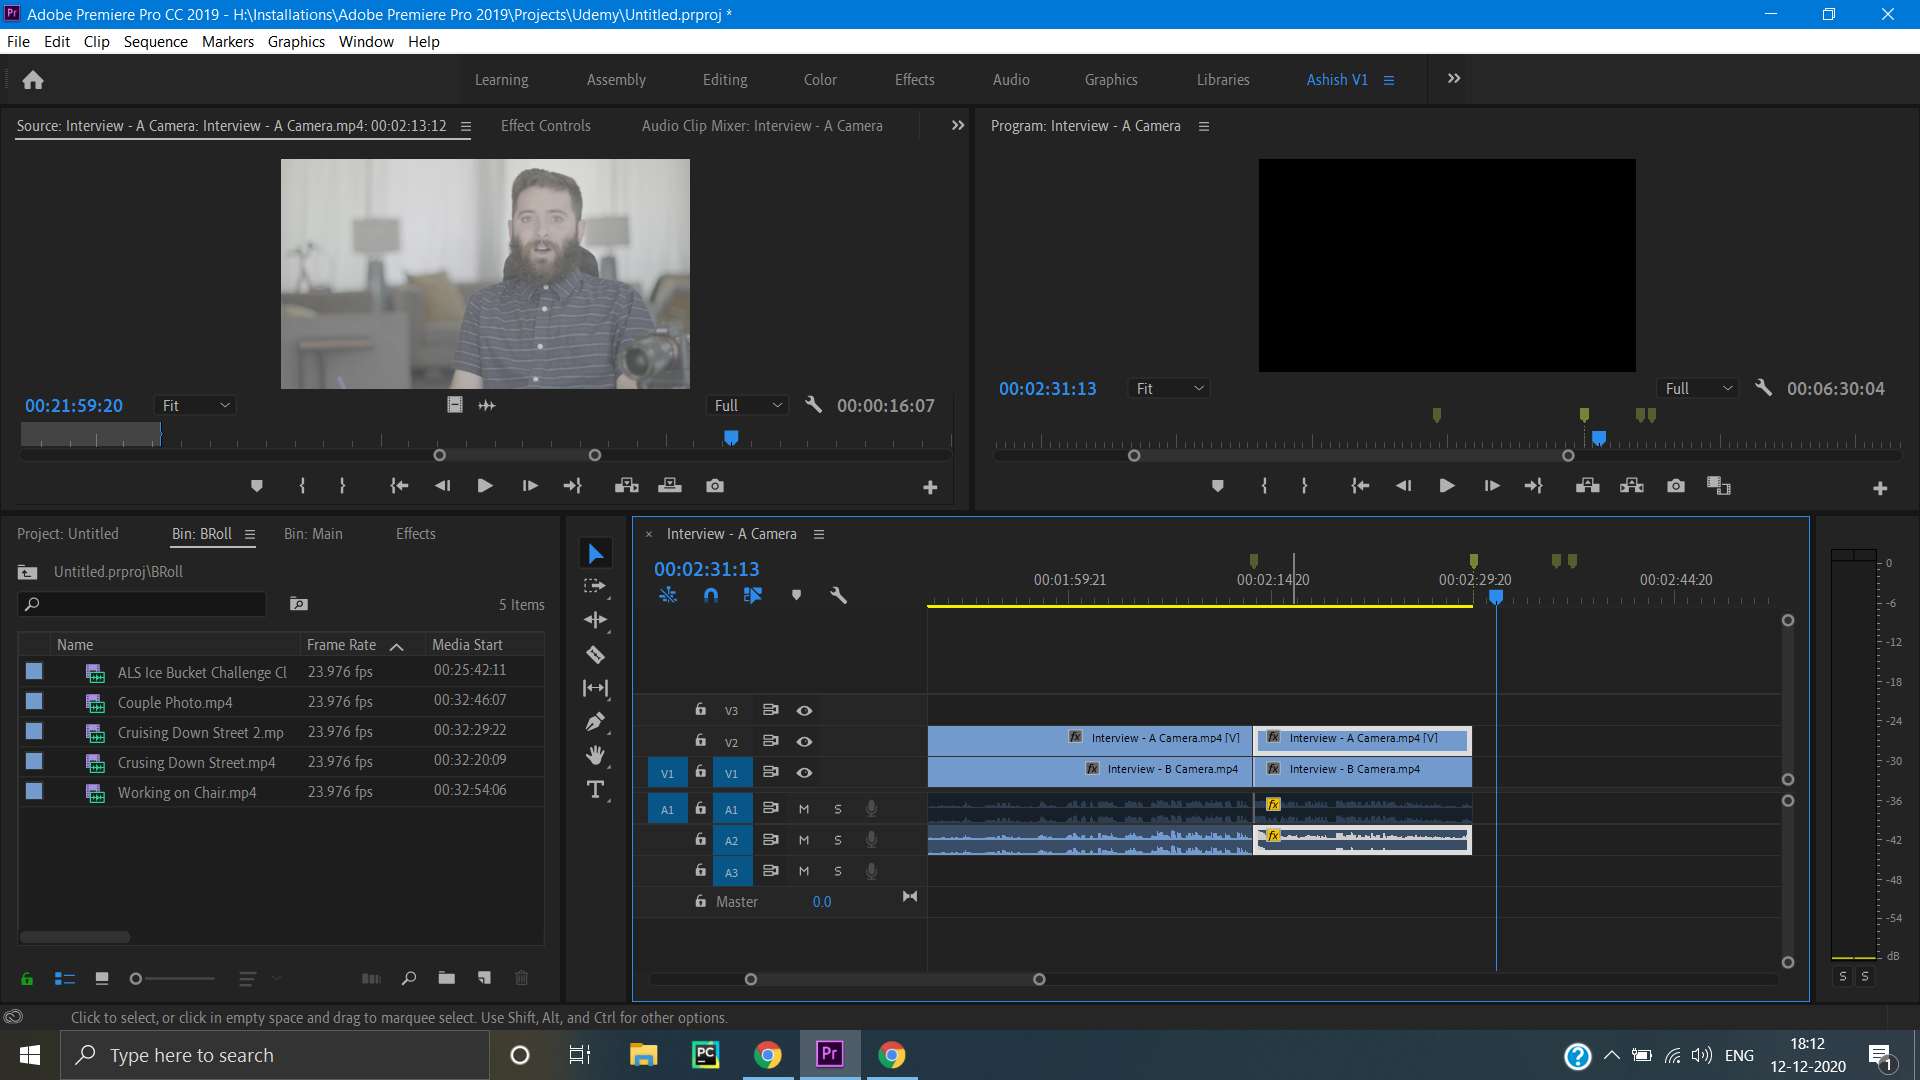 Pr Adobe Premiere Pro CC 2019 - H:\Installations\Adobe Premiere Pro 2019\Projects\Udemy\Untitled.prproj *
File Edit Clip Sequence Markers Graphics Window Help
Learning Assembly Editing Color Effects Audio Graphics Libraries Ashish V1
Source: Interview - A Camera: Interview - A Camera.mp4: 00:02:13:12 Effect Controls Audio Clip Mixer: Interview - A Camera
Program: Interview - A Camera
00:21:59:20 Fit Full 00:00:16:07
00:02:31:13 Fit Full 00:06:30:04
Project: Untitled Bin: BRoll Bin: Main Effects
Untitled.prproj\BRoll
5 Items
Name Frame Rate Media Start
ALS Ice Bucket Challenge Cl 23.976 fps 00:25:42:11
Couple Photo.mp4 23.976 fps 00:32:46:07
Cruising Down Street 2.mp 23.976 fps 00:32:29:22
Crusing Down Street.mp4 23.976 fps 00:32:20:09
Working on Chair.mp4 23.976 fps 00:32:54:06
T
× Interview - A Camera
00:02:31:13
00:01:59:21 00:02:14:20 00:02:29:20 00:02:44:20
V3
V2 fx Interview - A Camera.mp4 [V] fx Interview - A Camera.mp4 [V]
V1 V1 fx Interview - B Camera.mp4 fx Interview - B Camera.mp4
A1 A1 M S fx
A2 M S fx
A3 M S
Master 0.0
0
-6
-12
-18
-24
-30
-36
-42
-48
-54
dB
S S
Click to select, or click in empty space and drag to marquee select. Use Shift, Alt, and Ctrl for other options.
Type here to search
PC
Pr
? ENG
18:12
12-12-2020
1